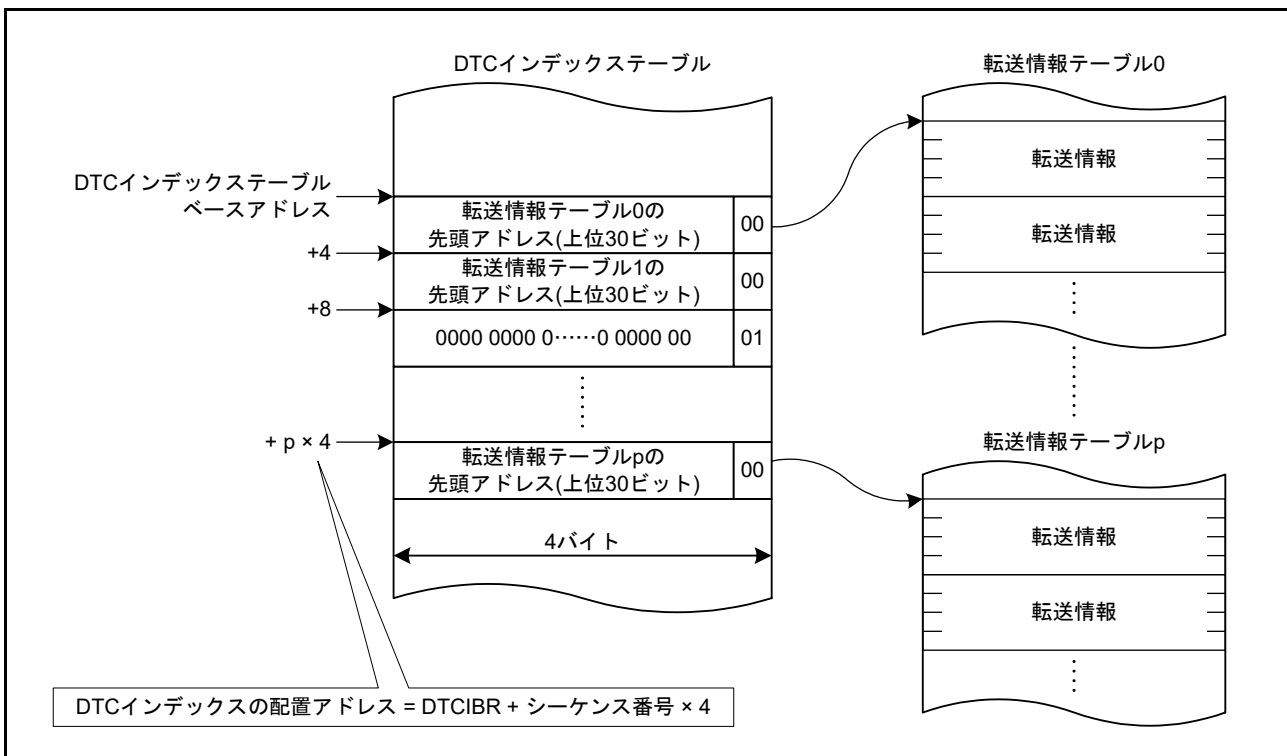 DTCインデックステーブル
転送情報テーブル0
転送情報
転送情報
DTCインデックステーブル
ベースアドレス
転送情報テーブル0の
先頭アドレス(上位30ビット)
00
+4
転送情報テーブル1の
先頭アドレス(上位30ビット)
00
+8
0000 0000 0……0 0000 00
01
+ p × 4
転送情報テーブルpの
先頭アドレス(上位30ビット)
00
4バイト
転送情報テーブルp
転送情報
転送情報
DTCインデックスの配置アドレス = DTCIBR + シーケンス番号 × 4